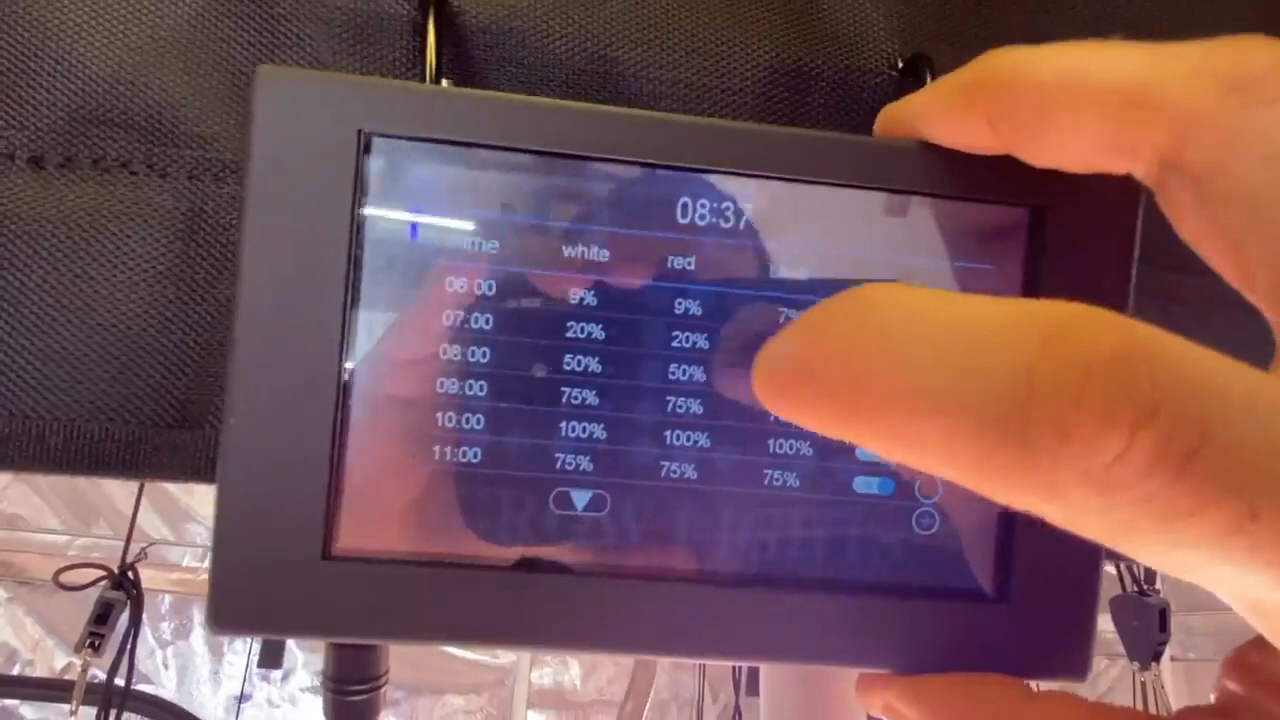 08:37
time white red
06:00 9% 9% 7%
07:00 20% 20%
08:00 50% 50%
09:00 75% 75%
10:00 100% 100% 100%
11:00 75% 75% 75%